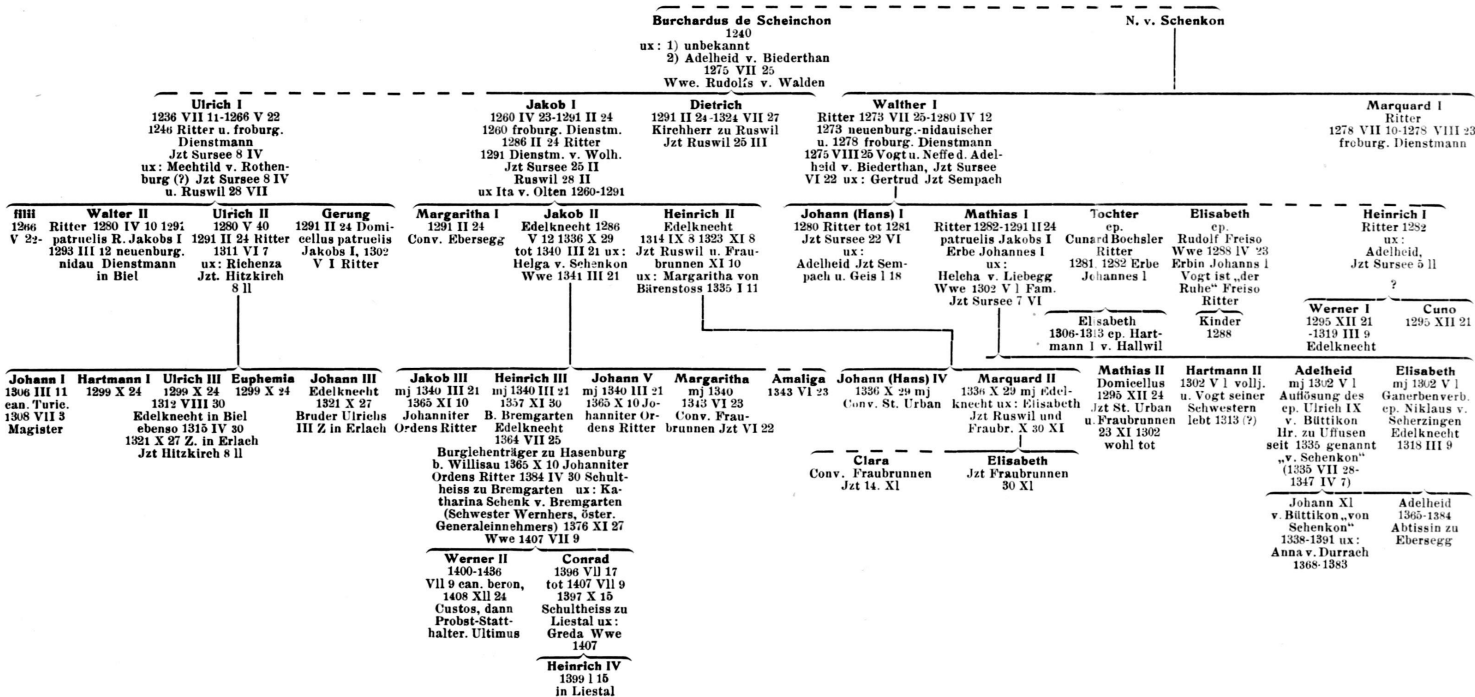 Burchardus de Scheinchon
1240
ux: 1) unbekannt
2) Adelheid v. Biederthan
1275 VII 25
Wwe. Rudolfs v. Walden
N. v. Schenkon
Ulrich I
1236 VII 11-1266 V 22
1246 Ritter u. froburg.
Dienstmann
Jzt Sursee 8 IV
ux: Mechtild v. Rothen-
burg (?) Jzt Sursee 8 IV
u. Ruswil 28 VII
Jakob I
1260 IV 23-1291 II 24
1260 froburg. Dienstm.
1286 II 24 Ritter
1291 Dienstm. v. Wolh.
Jzt Sursee 25 II
Ruswil 28 II
ux Ita v. Olten 1260-1291
Dietrich
1291 II 24-1324 VII 27
Kirchherr zu Ruswil
Jzt Ruswil 25 III
Walther I
Ritter 1273 VII 25-1280 IV 12
1273 neuenburg.-nidauischer
u. 1278 froburg. Dienstmann
1275 VIII 25 Vogt u. Neffe d. Adel-
heid v. Biederthan, Jzt Sursee
VI 22 ux: Gertrud Jzt Sempach
Marquard I
Ritter
1278 VII 10-1278 VIII 23
froburg. Dienstmann
filii
1266
V 22-
Walter II
Ritter 1280 IV 10 1291
patruelis R. Jakobs I
1293 III 12 neuenburg.
nidau Dienstmann
in Biel
Ulrich II
1280 V 40
1291 II 24 Ritter
1311 VI 7
ux: Richenza
Jzt. Hitzkirch
8 II
Gerung
1291 II 24 Domi-
cellus patruelis
Jakobs I, 1302
V I Ritter
Margaritha I
1291 II 24
Conv. Ebersegg
Jakob II
Edelknecht 1286
V 12 1336 X 29
tot 1340 III 21 ux:
Helga v. Schenkon
Wwe 1341 III 21
Heinrich II
Edelknecht
1314 IX 8 1323 XI 8
Jzt Ruswil u. Frau-
brunnen XI 10
ux: Margaritha von
Bärenstoss 1335 I 11
Johann (Hans) I
1280 Ritter tot 1281
Jzt Sursee 22 VI
ux:
Adelheid Jzt Sem-
pach u. Geis I 18
Mathias I
Ritter 1282-1291 II 24
patruelis Jakobs I
Erbe Johannes I
ux:
Heleha v. Liebegg
Wwe 1302 V I Fam.
Jzt Sursee 7 VI
Tochter
ep.
Cunard Bochsler
Ritter
1281, 1282 Erbe
Johannes I
Elisabeth
ep.
Rudolf Freiso
Wwe 1288 IV 23
Erbin Johanns I
Vogt ist „der
Ruhe“ Freiso
Ritter
Heinrich I
Ritter 1282
ux:
Adelheid,
Jzt Sursee 5 II
?
Elisabeth
1306-1313 ep. Hart-
mann I v. Hallwil
Kinder
1288
Werner I
1295 XII 21
-1319 III 9
Edelknecht
Cuno
1295 XII 21
Johann I
1306 III 11
can. Turic.
1308 VII 3
Magister
Hartmann I
1299 X 24
Ulrich III
1299 X 24
1312 VIII 30
Edelknecht in Biel
ebenso 1315 IV 30
1321 X 27 Z. in Erlach
Jzt Hitzkirch 8 II
Euphemia
1299 X 24
Johann III
Edelknecht
1321 X 27
Bruder Ulrichs
III Z in Erlach
Jakob III
mj 1340 III 21
1365 XI 10
Johanniter
Ordens Ritter
Heinrich III
mj 1340 III 21
1357 XI 30
B. Bremgarten
Edelknecht
1364 VII 25
Burglehenträger zu Hasenburg
b. Willisau 1365 X 10 Johanniter
Ordens Ritter 1384 IV 30 Schult-
heiss zu Bremgarten ux: Ka-
tharina Schenk v. Bremgarten
(Schwester Wernhers, öster.
Generaleinnehmers) 1376 XI 27
Wwe 1407 VII 9
Johann V
mj 1340 III 21
1365 X 10 Jo-
hanniter Or-
dens Ritter
Margaritha
mj 1340
1343 VI 23
Conv. Frau-
brunnen Jzt VI 22
Amaliga
1343 VI 23
Johann (Hans) IV
1336 X 29 mj
Conv. St. Urban
Marquard II
1336 X 29 mj Edel-
knecht ux: Elisabeth
Jzt Ruswil und
Fraubr. X 30 XI
Mathias II
Domicellus
1295 XII 24
Jzt St. Urban
u. Fraubrunnen
23 XI 1302
wohl tot
Hartmann II
1302 V I vollj.
u. Vogt seiner
Schwestern
lebt 1313 (?)
Adelheid
mj 1302 V I
Auflösung des
ep. Ulrich IX
v. Büttikon
Hr. zu Uffusen
seit 1335 genannt
„v. Schenkon“
(1335 VII 28-
1347 IV 7)
Elisabeth
mj 1302 V I
Ganerbenverb.
ep. Niklaus v.
Scherzingen
Edelknecht
1318 III 9
Clara
Conv. Fraubrunnen
Jzt 14. XI
Elisabeth
Jzt Fraubrunnen
30 XI
Johann XI
v. Büttikon „von
Schenkon“
1338-1391 ux:
Anna v. Durrach
1368-1383
Adelheid
1365-1384
Abtissin zu
Ebersegg
Werner II
1400-1436
VII 9 can. beron,
1408 XII 24
Custos, dann
Probst-Statt-
halter. Ultimus
Conrad
1396 VII 17
tot 1407 VII 9
1397 X 15
Schultheiss zu
Liestal ux:
Greda Wwe
1407
Heinrich IV
1399 I 15
in Liestal